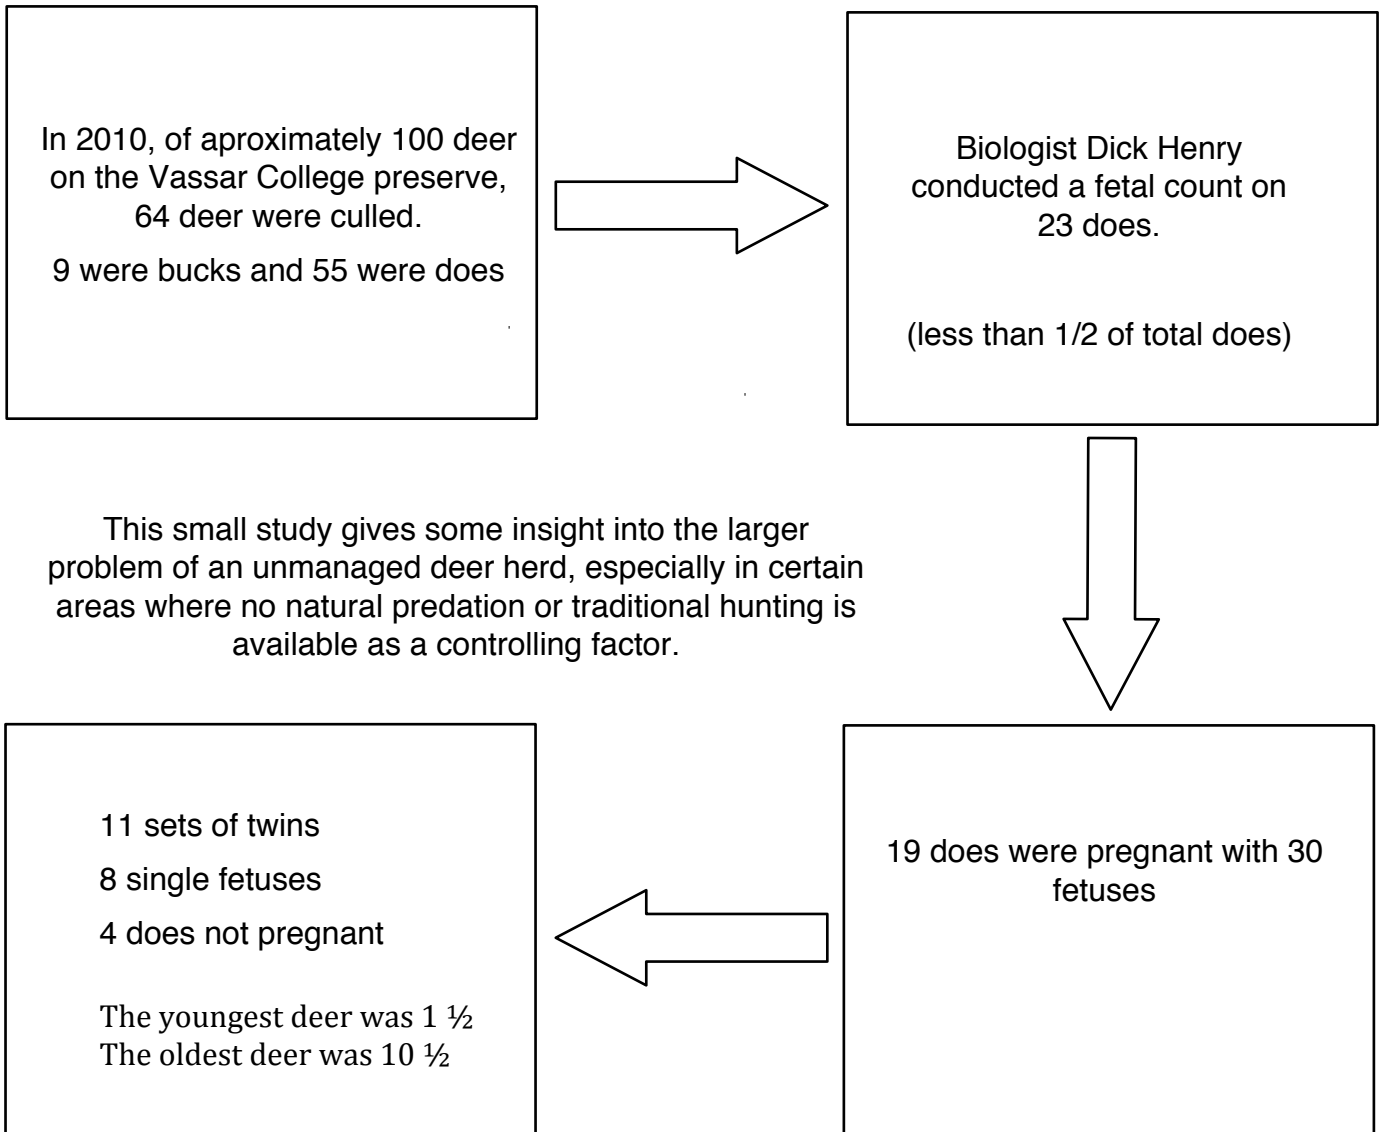 In 2010, of aproximately 100 deer
on the Vassar College preserve,
64 deer were culled.
9 were bucks and 55 were does
Biologist Dick Henry
conducted a fetal count on
23 does.
(less than 1/2 of total does)
This small study gives some insight into the larger
problem of an unmanaged deer herd, especially in certain
areas where no natural predation or traditional hunting is
available as a controlling factor.
19 does were pregnant with 30
fetuses
11 sets of twins
8 single fetuses
4 does not pregnant
The youngest deer was 1 ½
The oldest deer was 10 ½